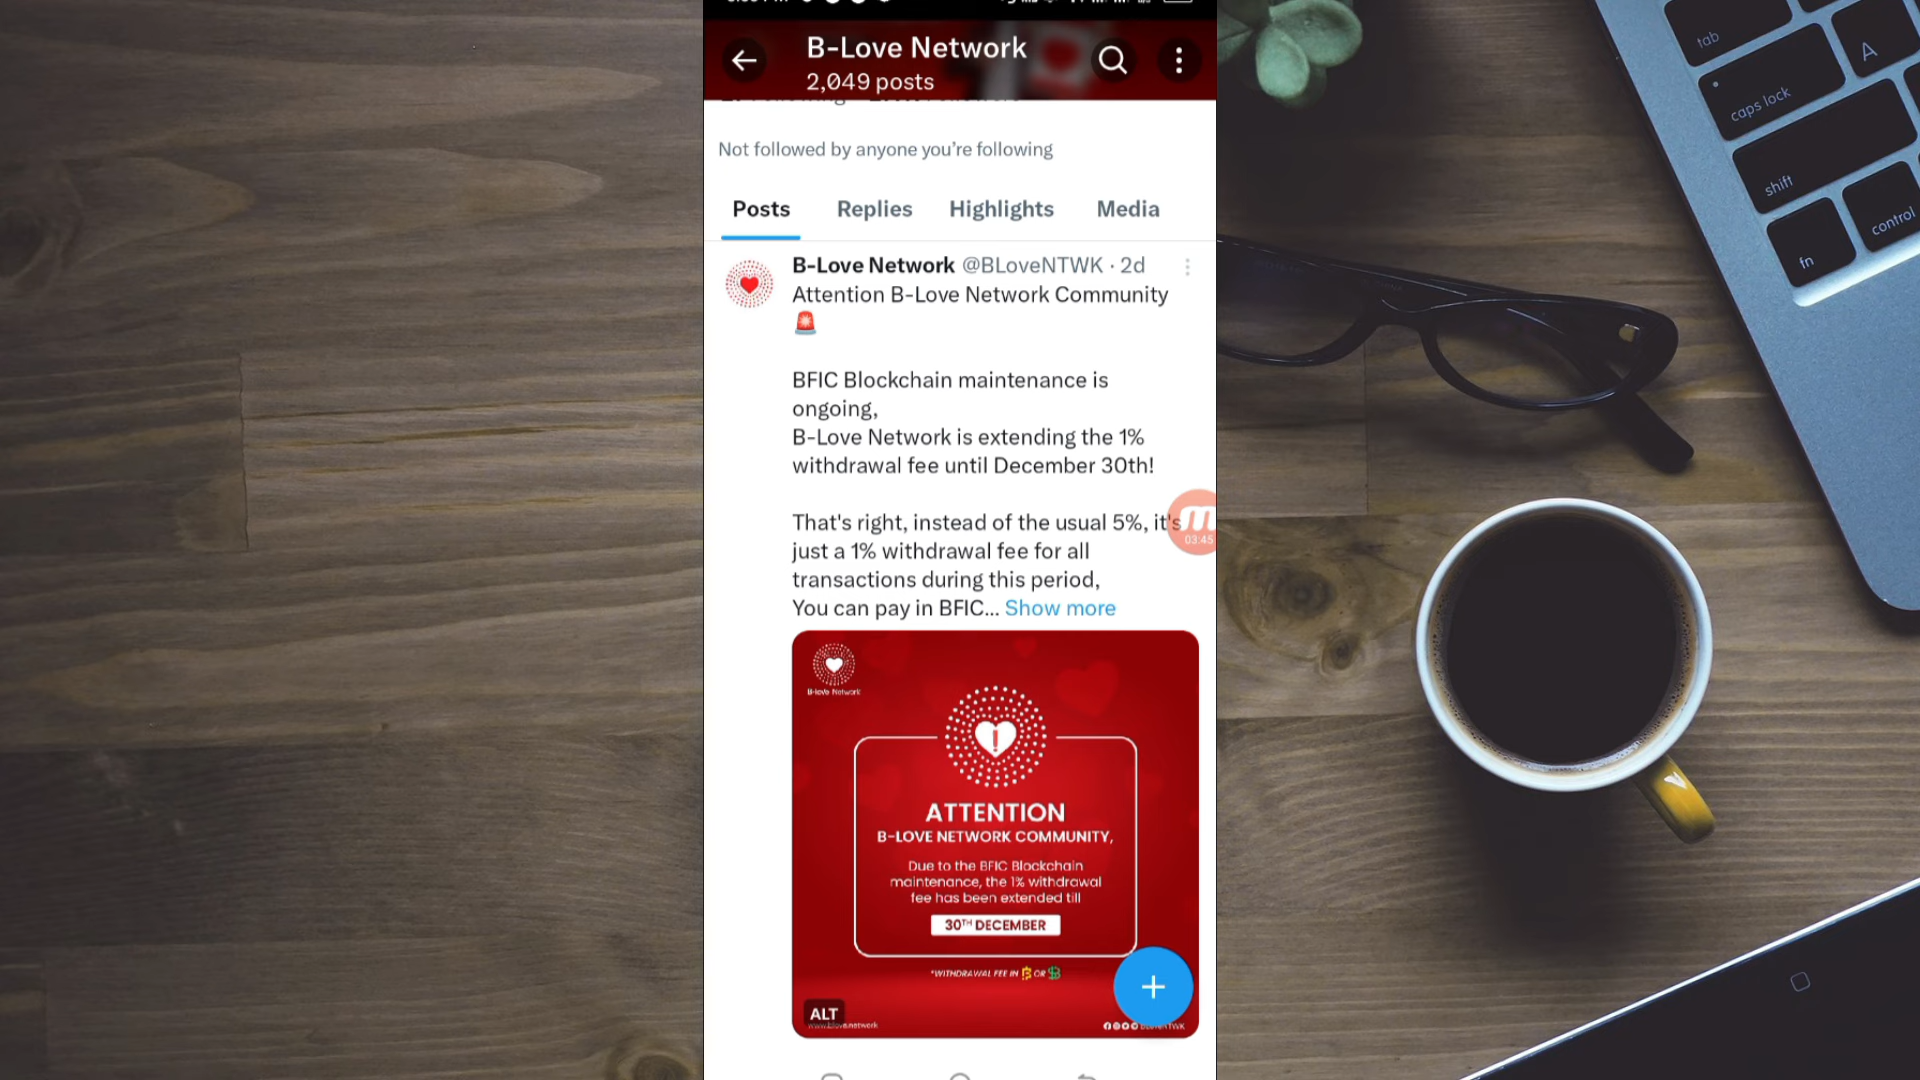 B-Love Network
2,049 posts
Not followed by anyone you're following
Posts Replies Highlights Media
B-Love Network @BLoveNTWK · 2d
Attention B-Love Network Community
🚨
BFIC Blockchain maintenance is
ongoing,
B-Love Network is extending the 1%
withdrawal fee until December 30th!
That's right, instead of the usual 5%, it's
just a 1% withdrawal fee for all
transactions during this period,
You can pay in BFIC... Show more
03:45
B-love Network
ATTENTION
B-LOVE NETWORK COMMUNITY,
Due to the BFIC Blockchain
maintenance, the 1% withdrawal
fee has been extended till
30TH DECEMBER
*WITHDRAWAL FEE IN OR
ALT
tab
A
caps lock
shift
control
fn